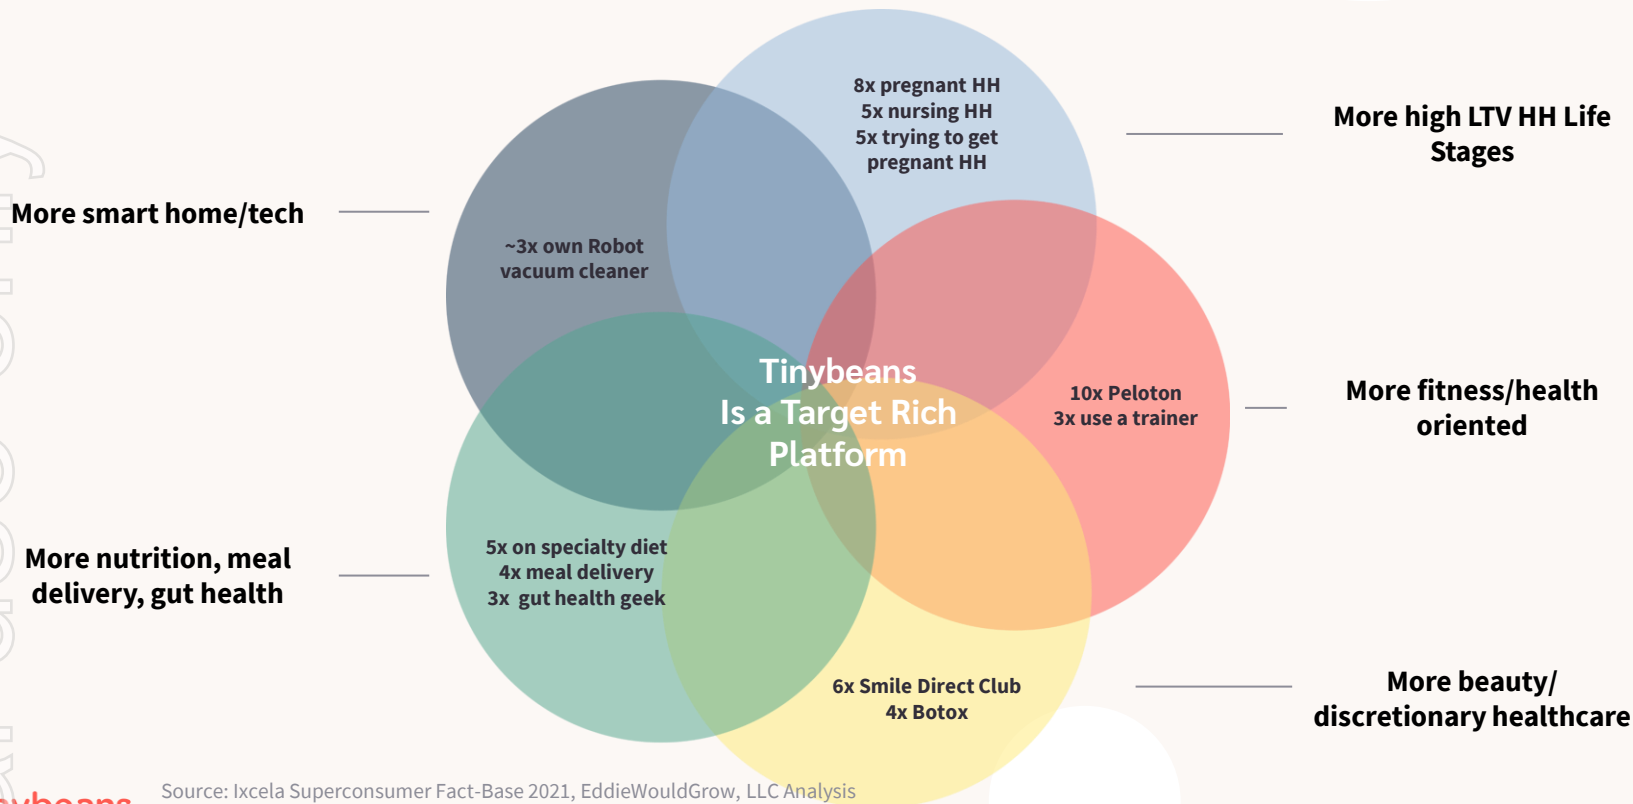 8x pregnant HH
5x nursing HH
5x trying to get
pregnant HH
More high LTV HH Life
Stages
More smart home/tech
~3x own Robot
vacuum cleaner
Tinybeans
Is a Target Rich
Platform
10x Peloton
3x use a trainer
More fitness/health
oriented
More nutrition, meal
delivery, gut health
5x on specialty diet
4x meal delivery
3x gut health geek
6x Smile Direct Club
4x Botox
More beauty/
discretionary healthcare
Source: Ixcela Superconsumer Fact-Base 2021, EddieWouldGrow, LLC Analysis